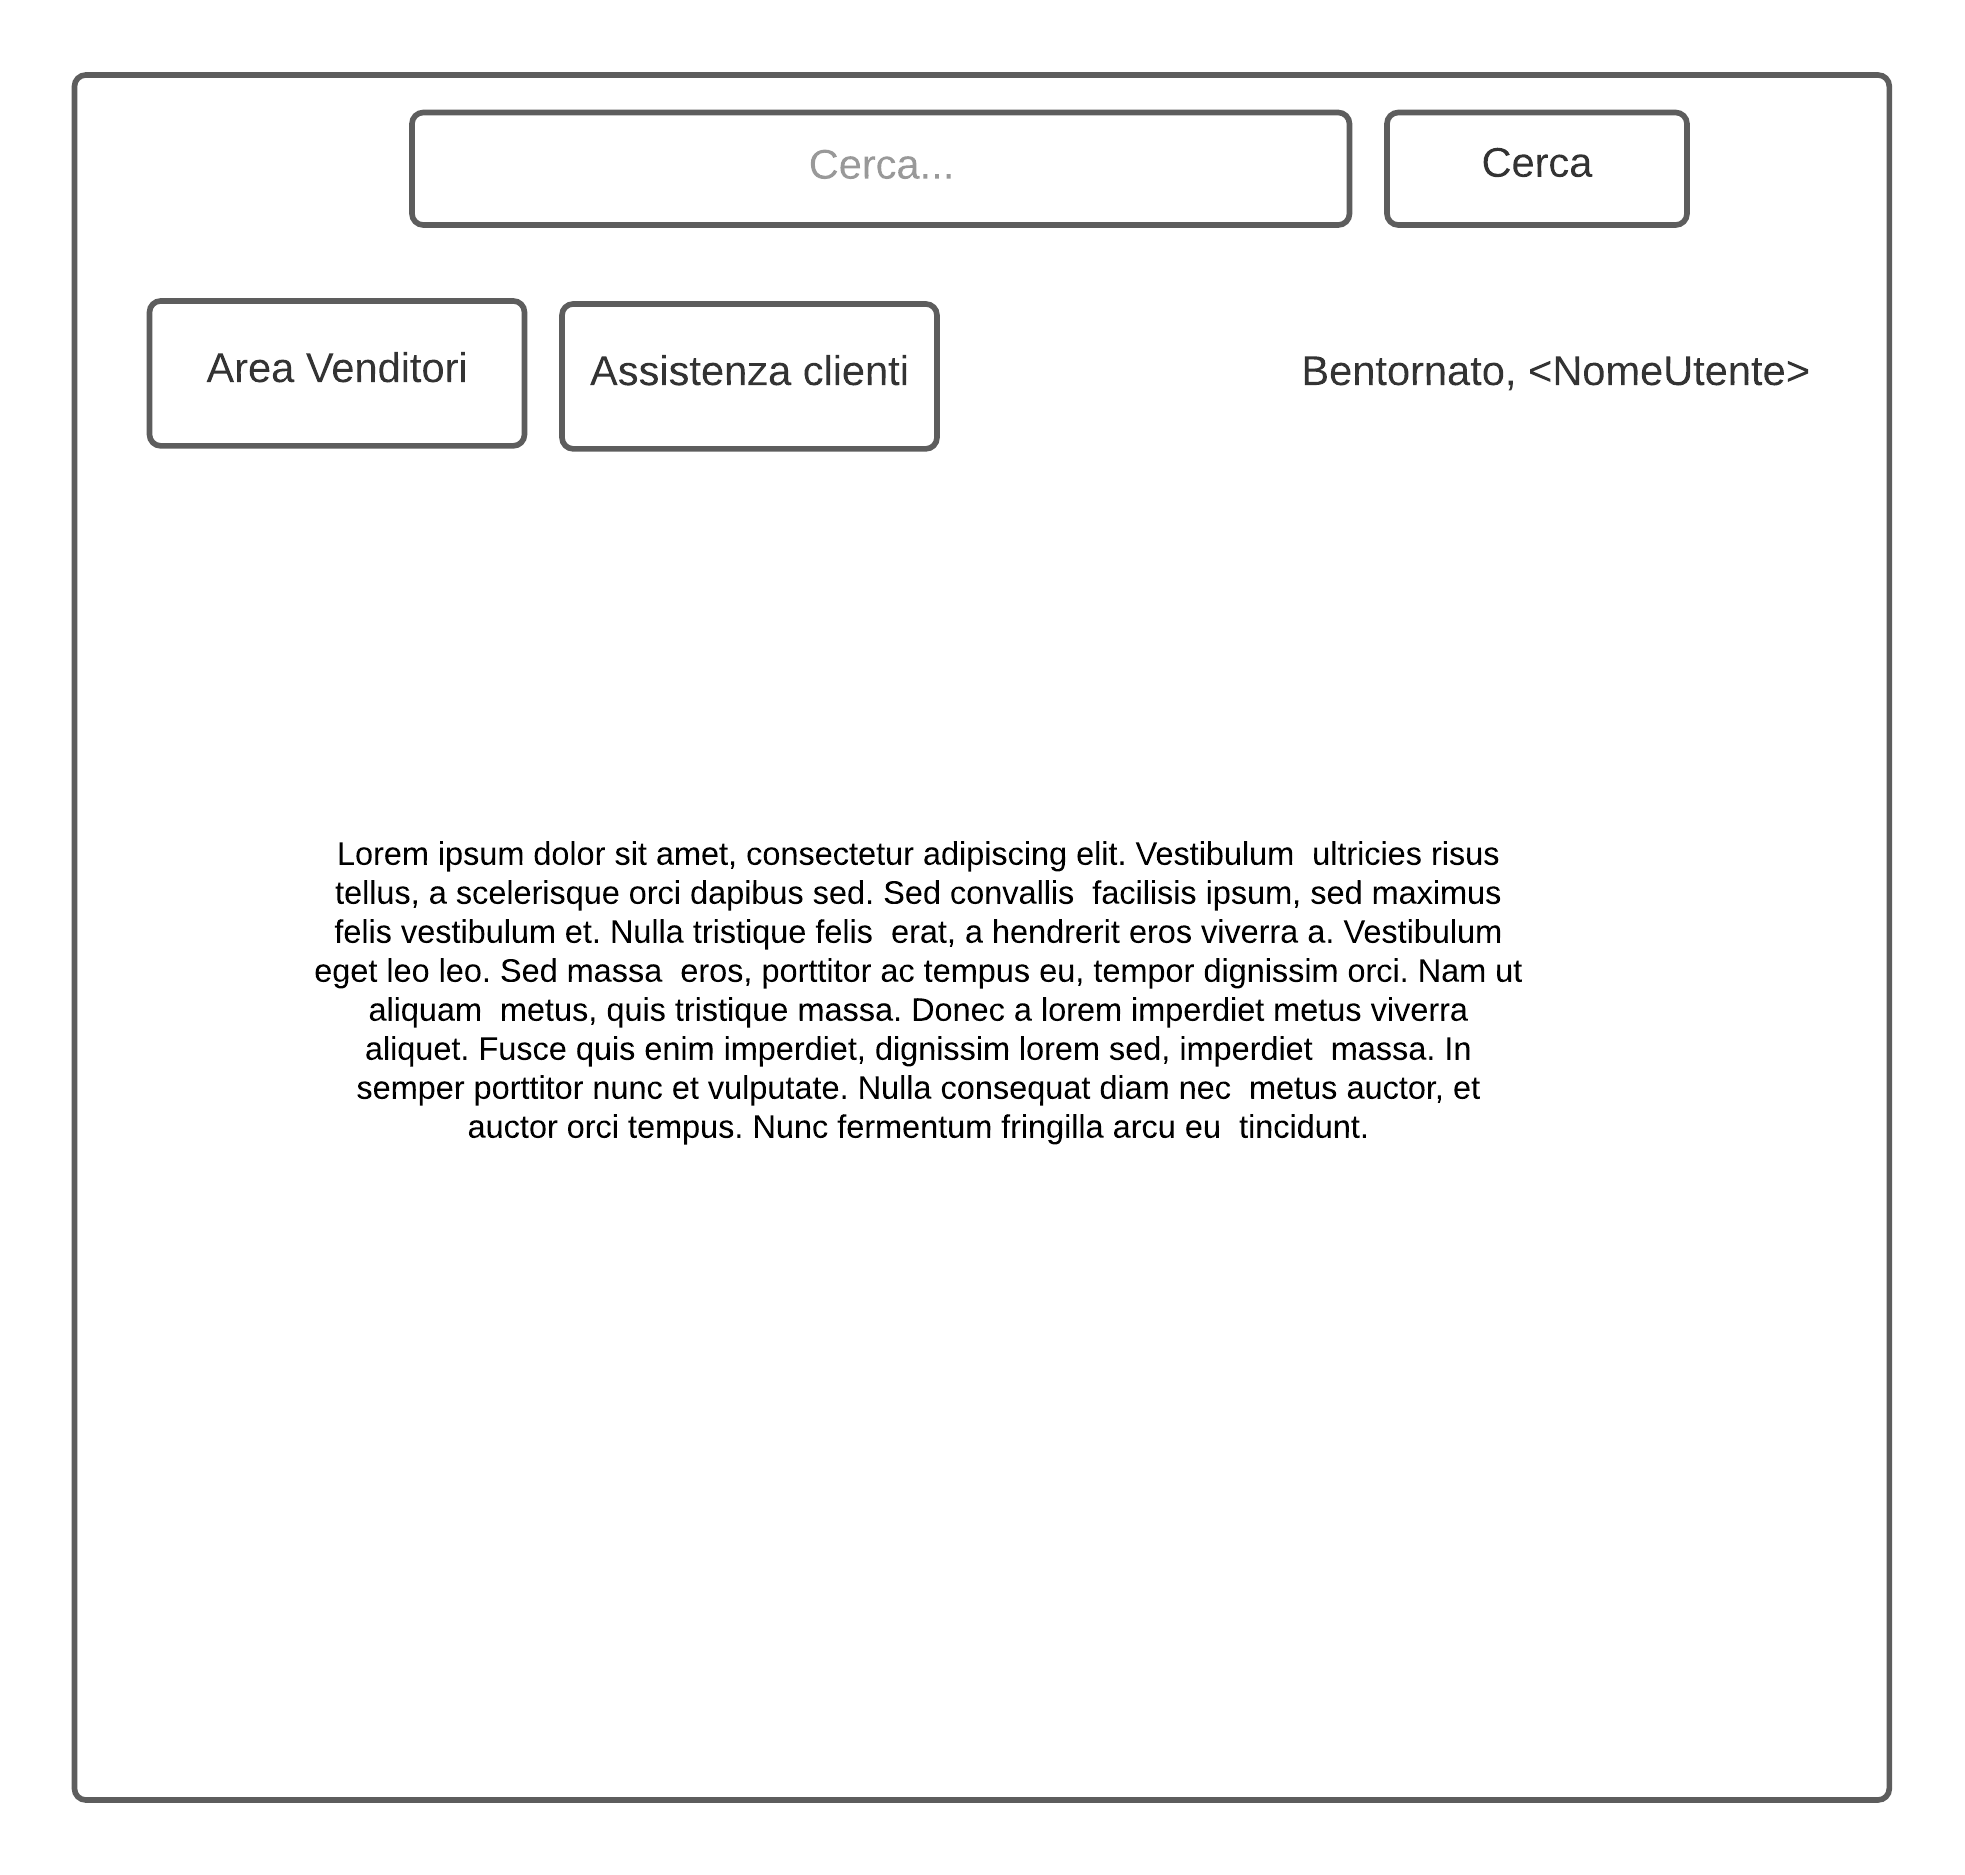 Cerca...
Cerca
Area Venditori
Assistenza clienti
Bentornato, <NomeUtente>
Lorem ipsum dolor sit amet, consectetur adipiscing elit. Vestibulum  ultricies risus
tellus, a scelerisque orci dapibus sed. Sed convallis  facilisis ipsum, sed maximus
felis vestibulum et. Nulla tristique felis  erat, a hendrerit eros viverra a. Vestibulum
eget leo leo. Sed massa  eros, porttitor ac tempus eu, tempor dignissim orci. Nam ut
aliquam  metus, quis tristique massa. Donec a lorem imperdiet metus viverra
aliquet. Fusce quis enim imperdiet, dignissim lorem sed, imperdiet  massa. In
semper porttitor nunc et vulputate. Nulla consequat diam nec  metus auctor, et
auctor orci tempus. Nunc fermentum fringilla arcu eu  tincidunt.